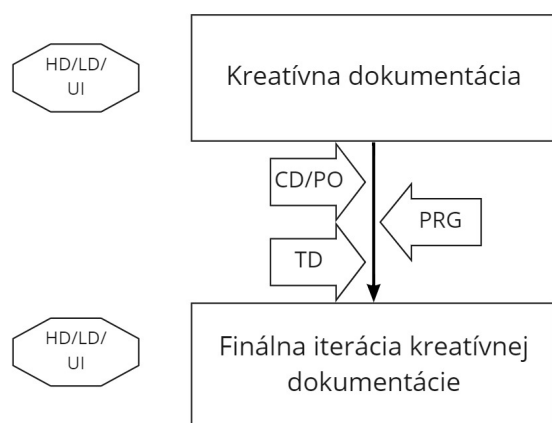 HD/LD/
UI
Kreatívna dokumentácia
CD/PO
PRG
TD
HD/LD/
UI
Finálna iterácia kreatívnej
dokumentácie